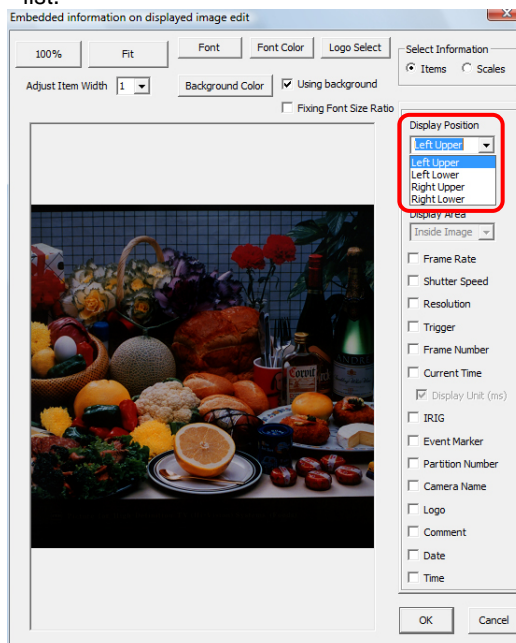 list.
Embedded information on displayed image edit
100% Fit Font Font Color Logo Select
Select Information
Items Scales
Adjust Item Width 1 Background Color Using background
Fixing Font Size Ratio
Display Position
Left Upper
Left Upper
Left Lower
Right Upper
Right Lower
Display Area
Inside Image
Frame Rate
Shutter Speed
Resolution
Trigger
Frame Number
Current Time
Display Unit (ms)
IRIG
Event Marker
Partition Number
Camera Name
Logo
Comment
Date
Time
OK Cancel